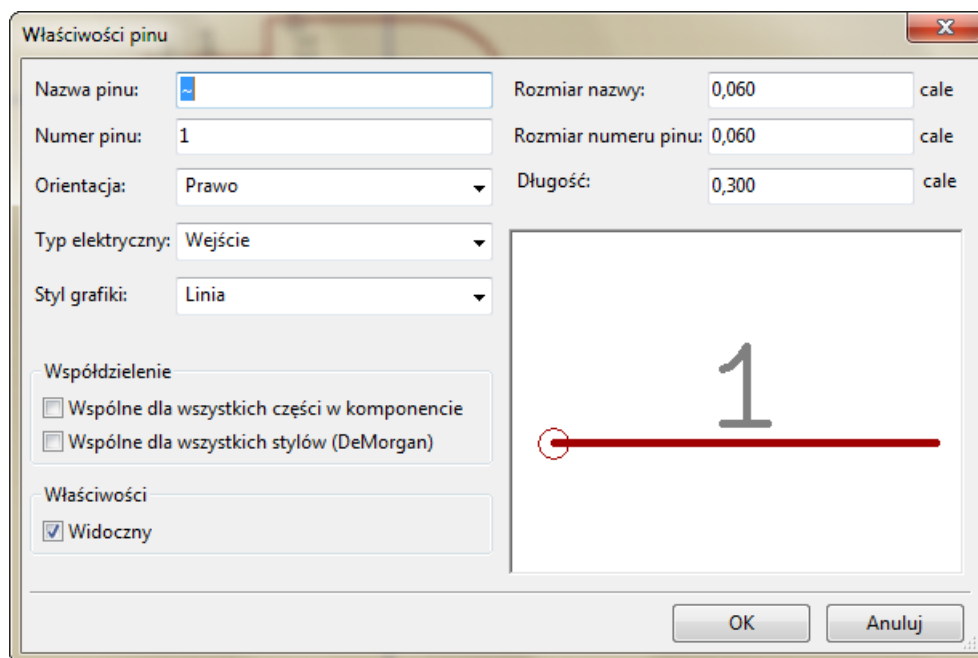 Właściwości pinu
Nazwa pinu: ~
Numer pinu: 1
Orientacja: Prawo
Typ elektryczny: Wejście
Styl grafiki: Linia
Współdzielenie
Wspólne dla wszystkich części w komponencie
Wspólne dla wszystkich stylów (DeMorgan)
Właściwości
Widoczny
Rozmiar nazwy: 0,060 cale
Rozmiar numeru pinu: 0,060 cale
Długość: 0,300 cale
1
OK Anuluj